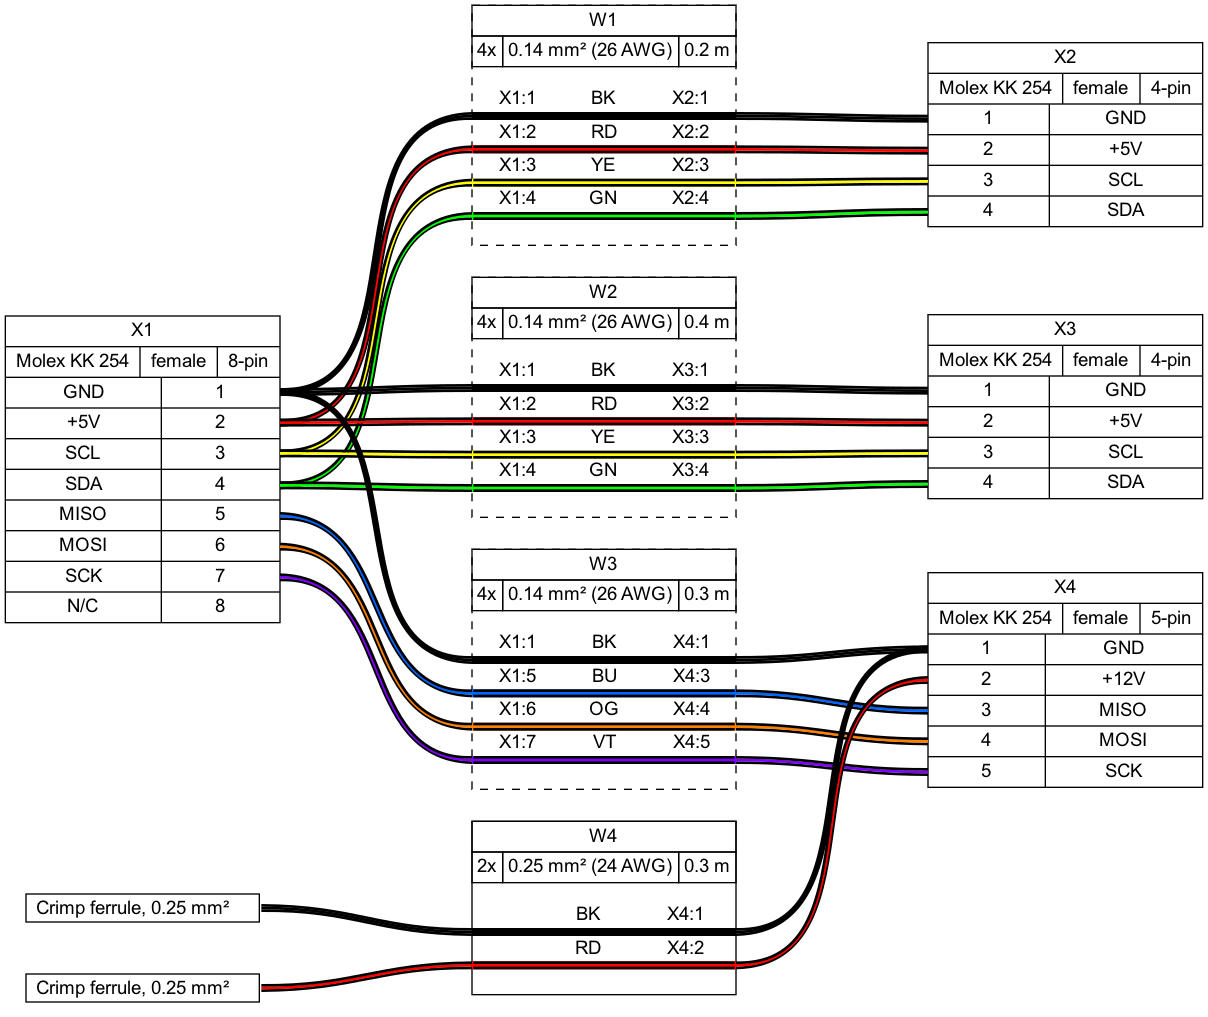 W1
4x 0.14 mm² (26 AWG) 0.2 m
X1:1 BK X2:1
X1:2 RD X2:2
X1:3 YE X2:3
X1:4 GN X2:4
X2
Molex KK 254 female 4-pin
1 GND
2 +5V
3 SCL
4 SDA
X1
Molex KK 254 female 8-pin
GND 1
+5V 2
SCL 3
SDA 4
MISO 5
MOSI 6
SCK 7
N/C 8
W2
4x 0.14 mm² (26 AWG) 0.4 m
X1:1 BK X3:1
X1:2 RD X3:2
X1:3 YE X3:3
X1:4 GN X3:4
X3
Molex KK 254 female 4-pin
1 GND
2 +5V
3 SCL
4 SDA
W3
4x 0.14 mm² (26 AWG) 0.3 m
X1:1 BK X4:1
X1:5 BU X4:3
X1:6 OG X4:4
X1:7 VT X4:5
X4
Molex KK 254 female 5-pin
1 GND
2 +12V
3 MISO
4 MOSI
5 SCK
W4
2x 0.25 mm² (24 AWG) 0.3 m
BK X4:1
RD X4:2
Crimp ferrule, 0.25 mm²
Crimp ferrule, 0.25 mm²